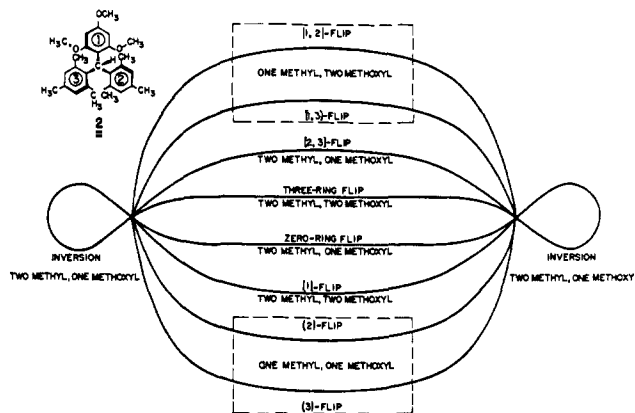 OCH₃
①
H₃C-O
O-CH₃
CH₃
CH₃
C
H
③
②
H₃C
CH₃
CH₃
H₃C
2
[1, 2]-FLIP
ONE METHYL, TWO METHOXYL
[1, 3]-FLIP
[2, 3]-FLIP
TWO METHYL, ONE METHOXYL
THREE-RING FLIP
TWO METHYL, TWO METHOXYL
ZERO-RING FLIP
TWO METHYL, ONE METHOXYL
INVERSION
TWO METHYL, ONE METHOXYL
INVERSION
TWO METHYL, ONE METHOXY
[1]-FLIP
TWO METHYL, TWO METHOXYL
[2]-FLIP
ONE METHYL, ONE METHOXYL
[3]-FLIP